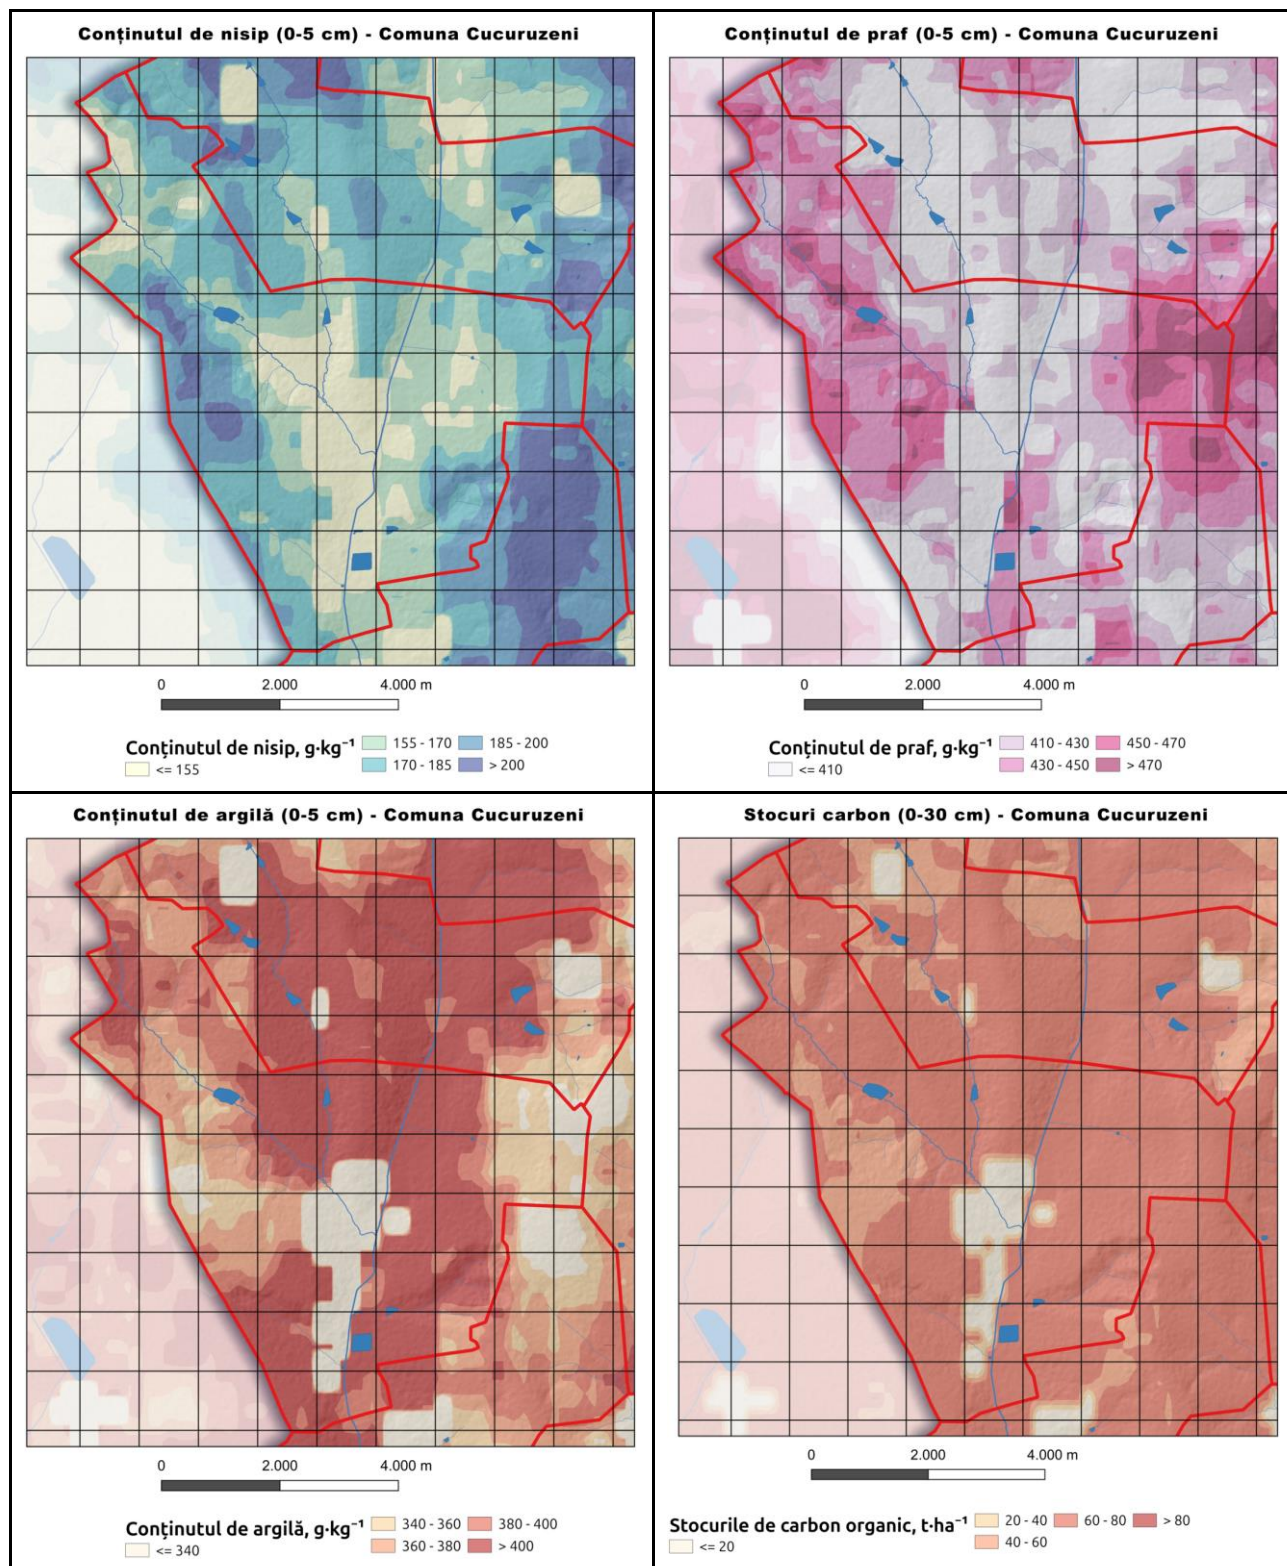 Conținutul de nisip (0-5 cm) - Comuna Cucuruzeni
0 2.000 4.000 m
Conținutul de nisip, g·kg⁻¹
<= 155
155 - 170
170 - 185
185 - 200
> 200
Conținutul de praf (0-5 cm) - Comuna Cucuruzeni
0 2.000 4.000 m
Conținutul de praf, g·kg⁻¹
<= 410
410 - 430
430 - 450
450 - 470
> 470
Conținutul de argilă (0-5 cm) - Comuna Cucuruzeni
0 2.000 4.000 m
Conținutul de argilă, g·kg⁻¹
<= 340
340 - 360
360 - 380
380 - 400
> 400
Stocuri carbon (0-30 cm) - Comuna Cucuruzeni
0 2.000 4.000 m
Stocurile de carbon organic, t·ha⁻¹
<= 20
20 - 40
40 - 60
60 - 80
> 80